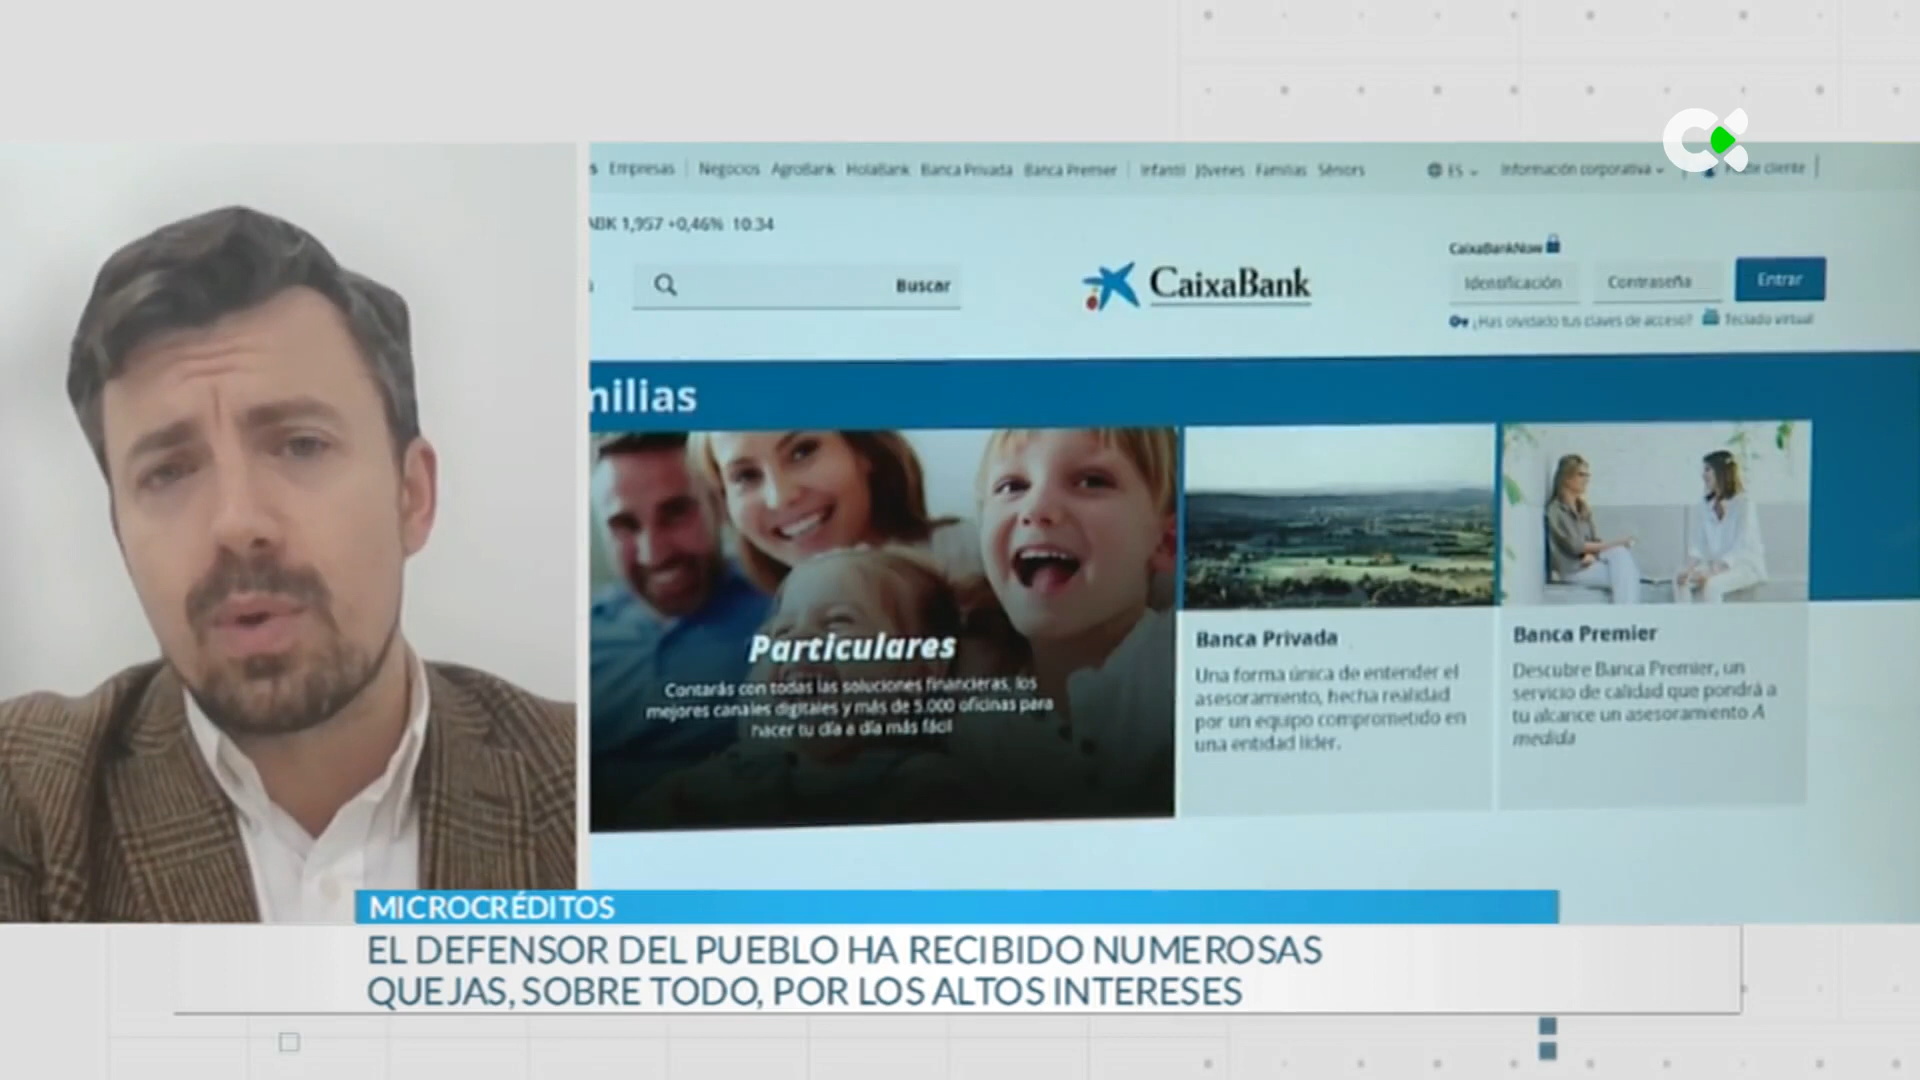 Empresas Negocios AgroBank HolaBank Banca Privada Banca Premier Infantil Jóvenes Familias Séniors ES Información corporativa cliente
ABK 1,957 +0,46% 10:34
Buscar
CaixaBank
CaixaBankNow
Identificación
Contraseña
Entrar
¿Has olvidado tus claves de acceso?
Teclado virtual
milias
Particulares
Contarás con todas las soluciones financieras, los
mejores canales digitales y más de 5.000 oficinas para
hacer tu día a día más fácil
Banca Privada
Una forma única de entender el
asesoramiento, hecha realidad
por un equipo comprometido en
una entidad líder.
Banca Premier
Descubre Banca Premier, un
servicio de calidad que pondrá a
tu alcance un asesoramiento A
medida
MICROCRÉDITOS
EL DEFENSOR DEL PUEBLO HA RECIBIDO NUMEROSAS
QUEJAS, SOBRE TODO, POR LOS ALTOS INTERESES